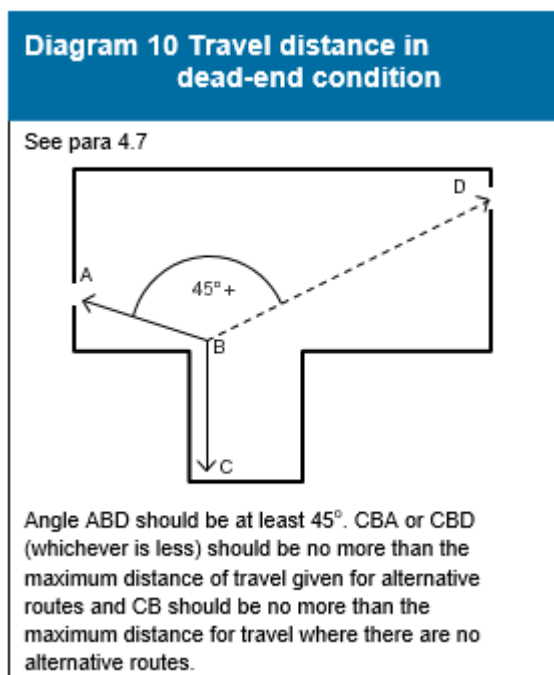 Diagram 10 Travel distance in
dead-end condition
See para 4.7
D
A
45°+
B
C
Angle ABD should be at least 45°. CBA or CBD
(whichever is less) should be no more than the
maximum distance of travel given for alternative
routes and CB should be no more than the
maximum distance for travel where there are no
alternative routes.